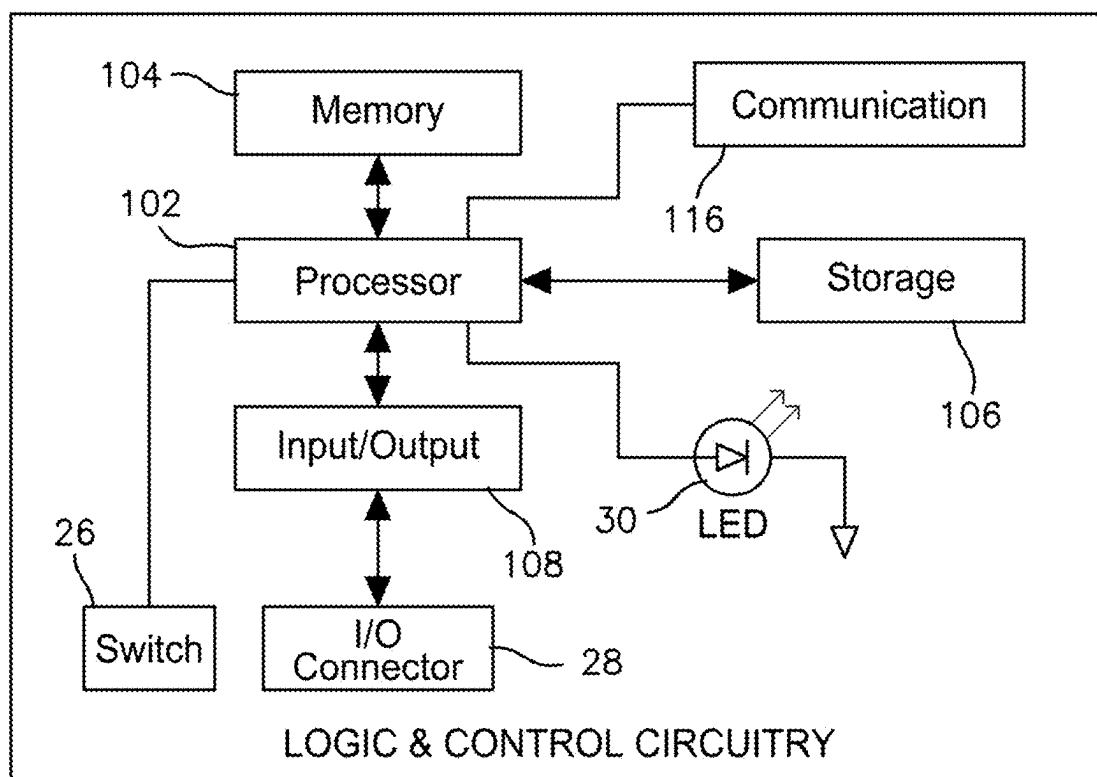 104
Memory
Communication
116
102
Processor
Storage
106
Input/Output
108
30
LED
26
Switch
I/O
Connector
28
LOGIC & CONTROL CIRCUITRY